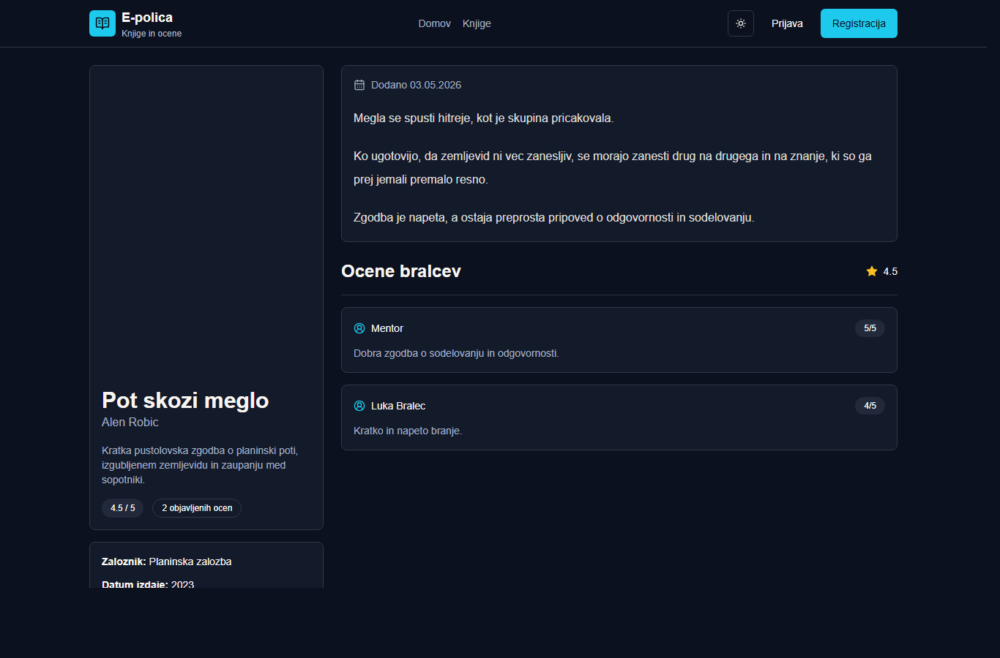 E-polica
Knjige in ocene
Domov
Knjige
Prijava
Registracija
Pot skozi meglo
Alen Robic
Kratka pustolovska zgodba o planinski poti,
izgubljenem zemljevidu in zaupanju med
sopotniki.
4.5 / 5
2 objavljenih ocen
Zaloznik: Planinska zalozba
Datum izdaje: 2023
Dodano 03.05.2026
Megla se spusti hitreje, kot je skupina pricakovala.
Ko ugotovijo, da zemljevid ni vec zanesljiv, se morajo zanesti drug na drugega in na znanje, ki so ga
prej jemali premalo resno.
Zgodba je napeta, a ostaja preprosta pripoved o odgovornosti in sodelovanju.
Ocene bralcev
4.5
Mentor
5/5
Dobra zgodba o sodelovanju in odgovornosti.
Luka Bralec
4/5
Kratko in napeto branje.